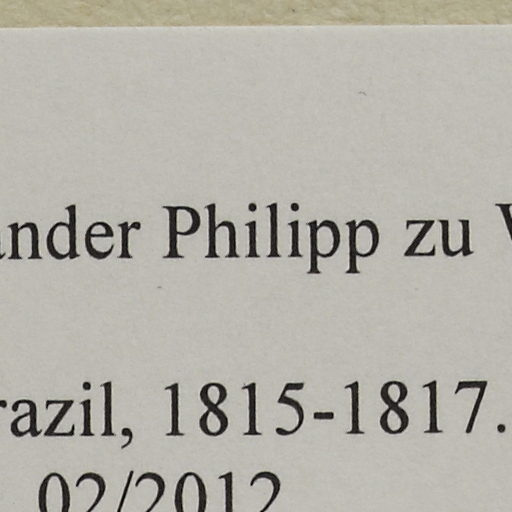 ander Philipp zu
razil, 1815-1817.
02/2012